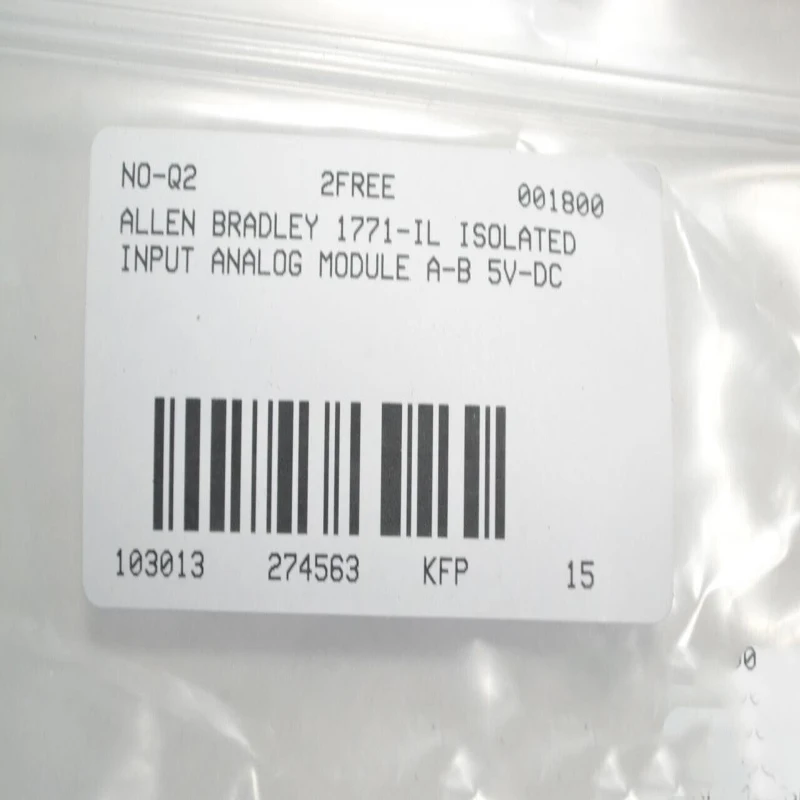 NO-Q2 2FREE 001800
ALLEN BRADLEY 1771-IL ISOLATED
INPUT ANALOG MODULE A-B 5V-DC
103013 274563 KFP 15